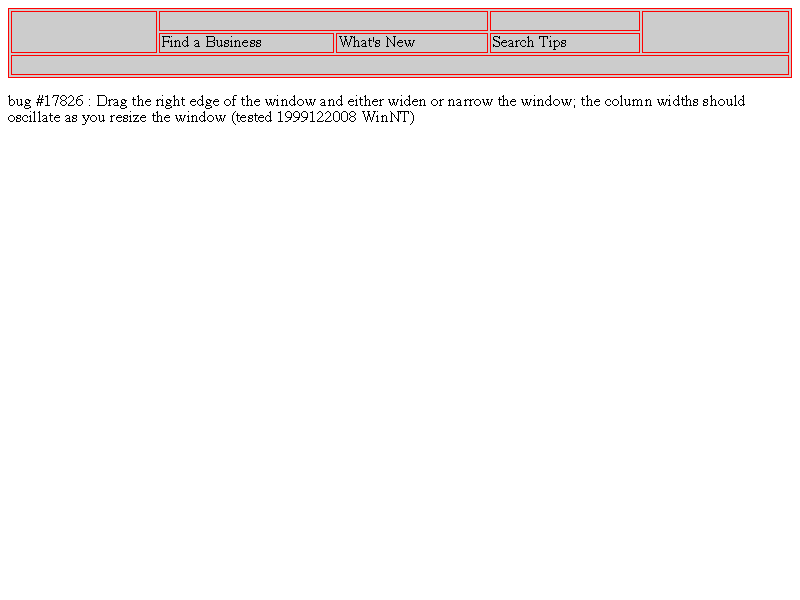 Find a Business What's New Search Tips
bug #17826 : Drag the right edge of the window and either widen or narrow the window; the column widths should
oscillate as you resize the window (tested 1999122008 WinNT)